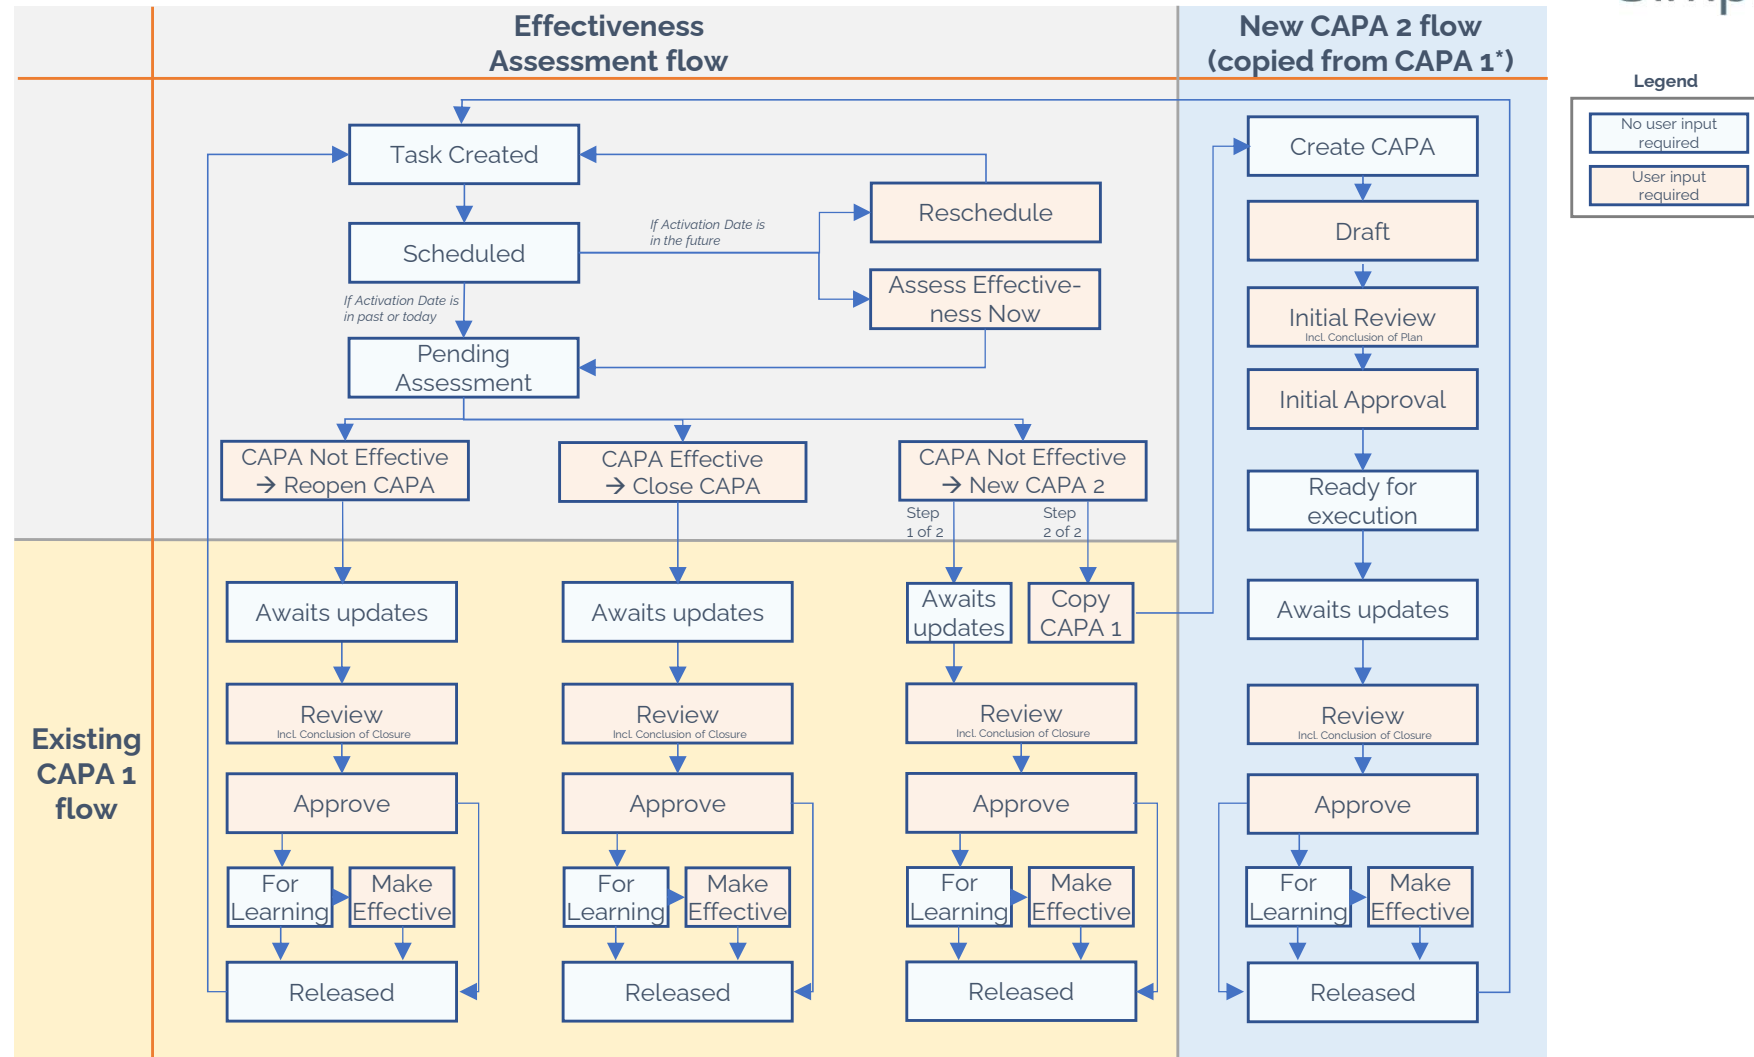 Effectiveness
Assessment flow
New CAPA 2 flow
(copied from CAPA 1*)
Legend
No user input
required
User input
required
Task Created
Create CAPA
Reschedule
Draft
If Activation Date is
in the future
Scheduled
Assess Effective-
ness Now
If Activation Date is
in past or today
Initial Review
Incl. Conclusion of Plan
Pending
Assessment
Initial Approval
CAPA Not Effective
→ Reopen CAPA
CAPA Effective
→ Close CAPA
CAPA Not Effective
→ New CAPA 2
Ready for
execution
Step
1 of 2
Step
2 of 2
Awaits updates
Awaits updates
Awaits
updates
Copy
CAPA 1
Awaits updates
Existing
CAPA 1
flow
Review
Incl. Conclusion of Closure
Review
Incl. Conclusion of Closure
Review
Incl. Conclusion of Closure
Review
Incl. Conclusion of Closure
Approve
Approve
Approve
Approve
For
Learning
Make
Effective
For
Learning
Make
Effective
For
Learning
Make
Effective
For
Learning
Make
Effective
Released
Released
Released
Released